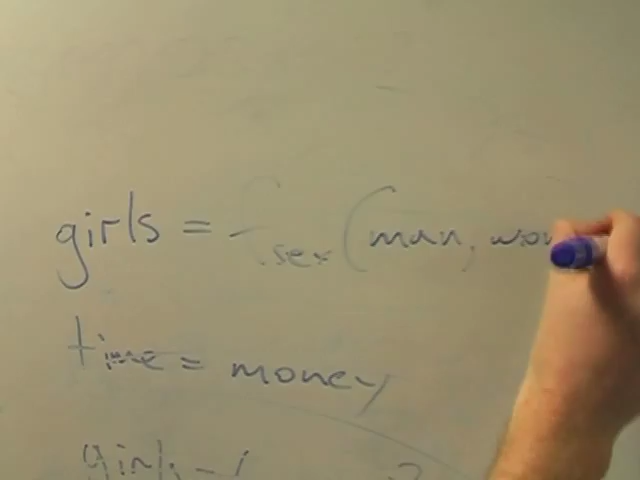 girls = f sex (man, wo
time = money
girls